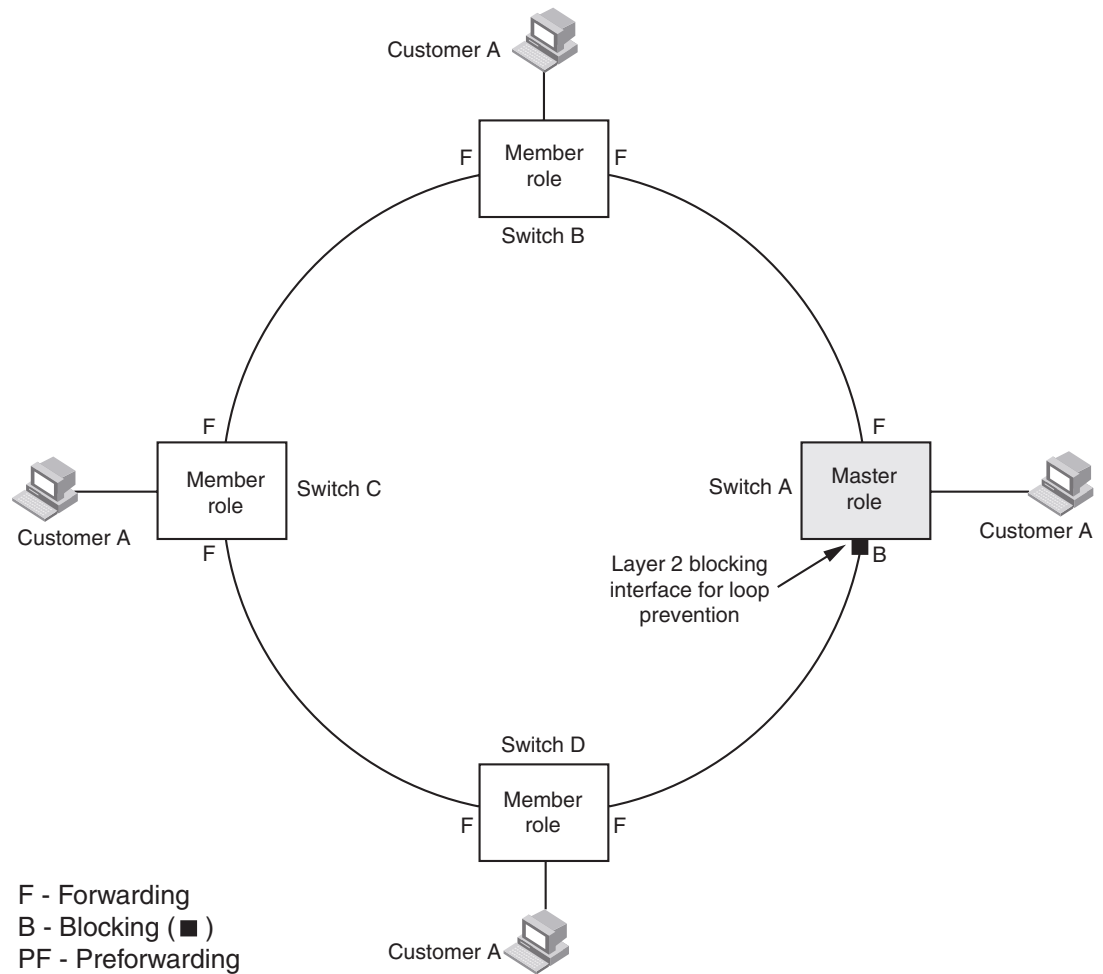 Customer A
F
Member
role
F
Switch B
F
Member
role
Switch C
F
Customer A
F
Switch A
Master
role
B
Customer A
Layer 2 blocking
interface for loop
prevention
Switch D
Member
role
F
F
Customer A
F - Forwarding
B - Blocking ( ■ )
PF - Preforwarding